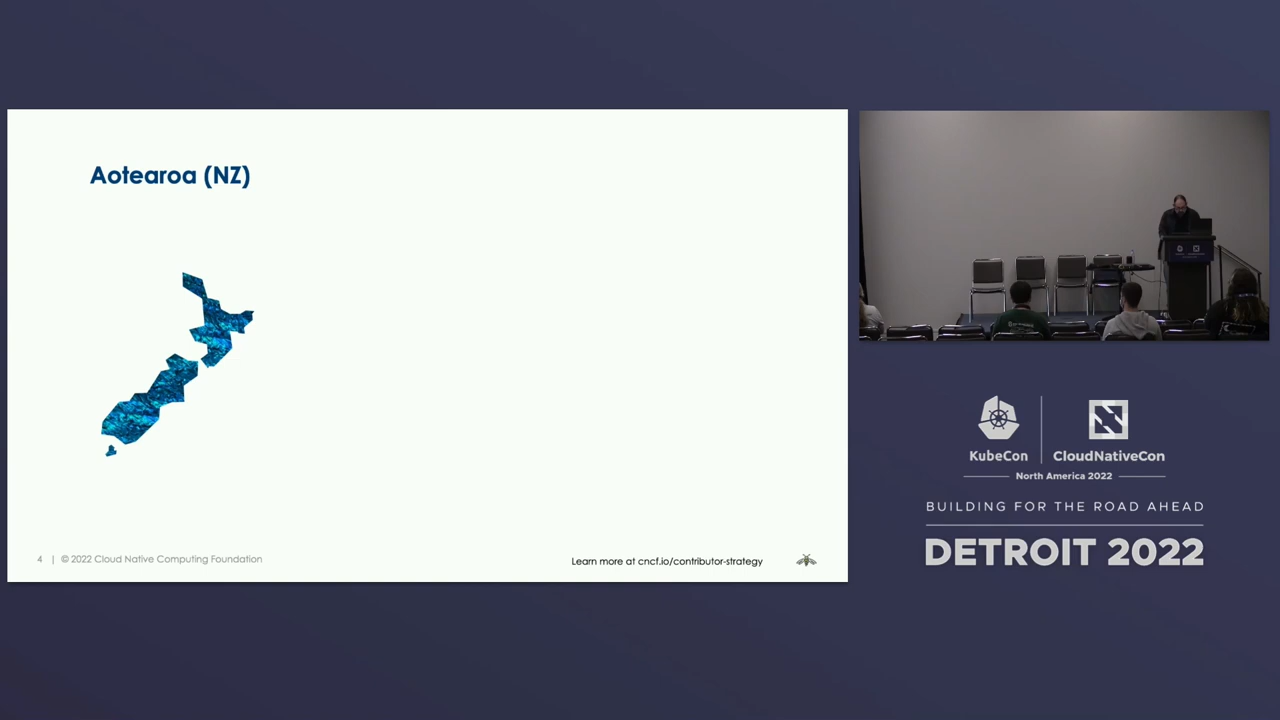 Aotearoa (NZ)
4 | © 2022 Cloud Native Computing Foundation
Learn more at cncf.io/contributor-strategy
KubeCon | CloudNativeCon
North America 2022
BUILDING FOR THE ROAD AHEAD
DETROIT 2022